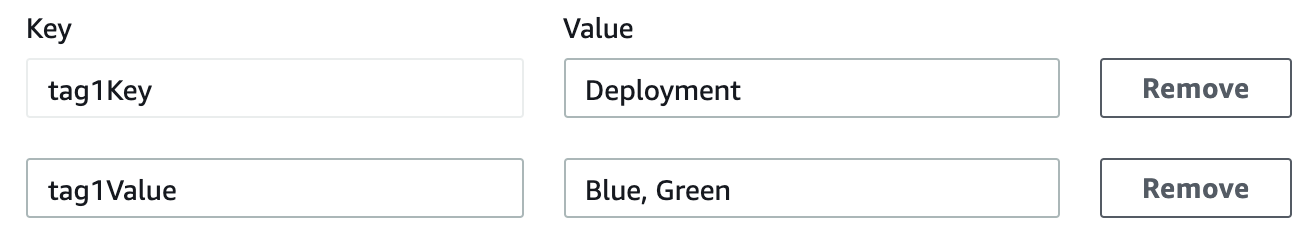 Key Value
tag1Key Deployment Remove
tag1Value Blue, Green Remove